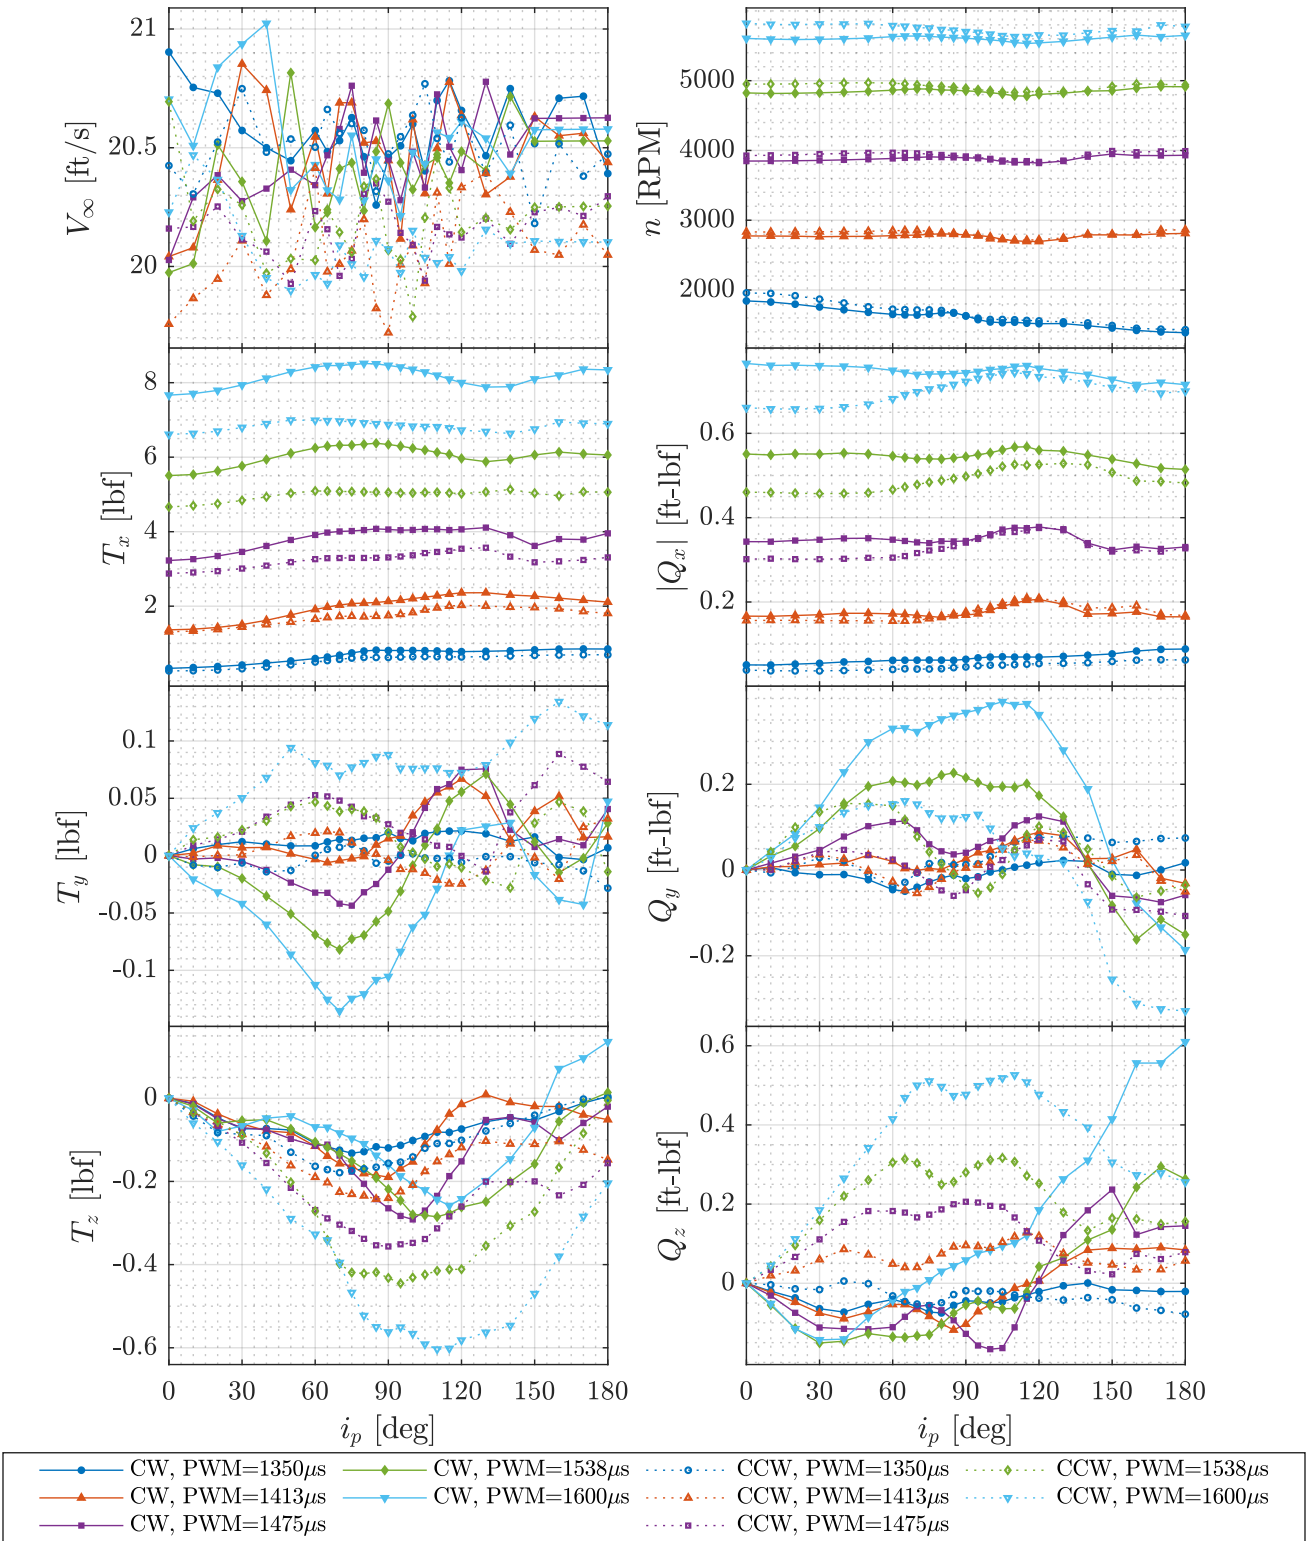 V∞ [ft/s]
21
20.5
20
n [RPM]
5000
4000
3000
2000
Tx [lbf]
8
6
4
2
|Qx| [ft-lbf]
0.6
0.4
0.2
Ty [lbf]
0.1
0.05
0
-0.05
-0.1
Qy [ft-lbf]
0.2
0
-0.2
Tz [lbf]
0
-0.2
-0.4
-0.6
Qz [ft-lbf]
0.6
0.4
0.2
0
0 30 60 90 120 150 180
0 30 60 90 120 150 180
ip [deg]
ip [deg]
CW, PWM=1350μs
CW, PWM=1413μs
CW, PWM=1475μs
CW, PWM=1538μs
CW, PWM=1600μs
CCW, PWM=1350μs
CCW, PWM=1413μs
CCW, PWM=1475μs
CCW, PWM=1538μs
CCW, PWM=1600μs